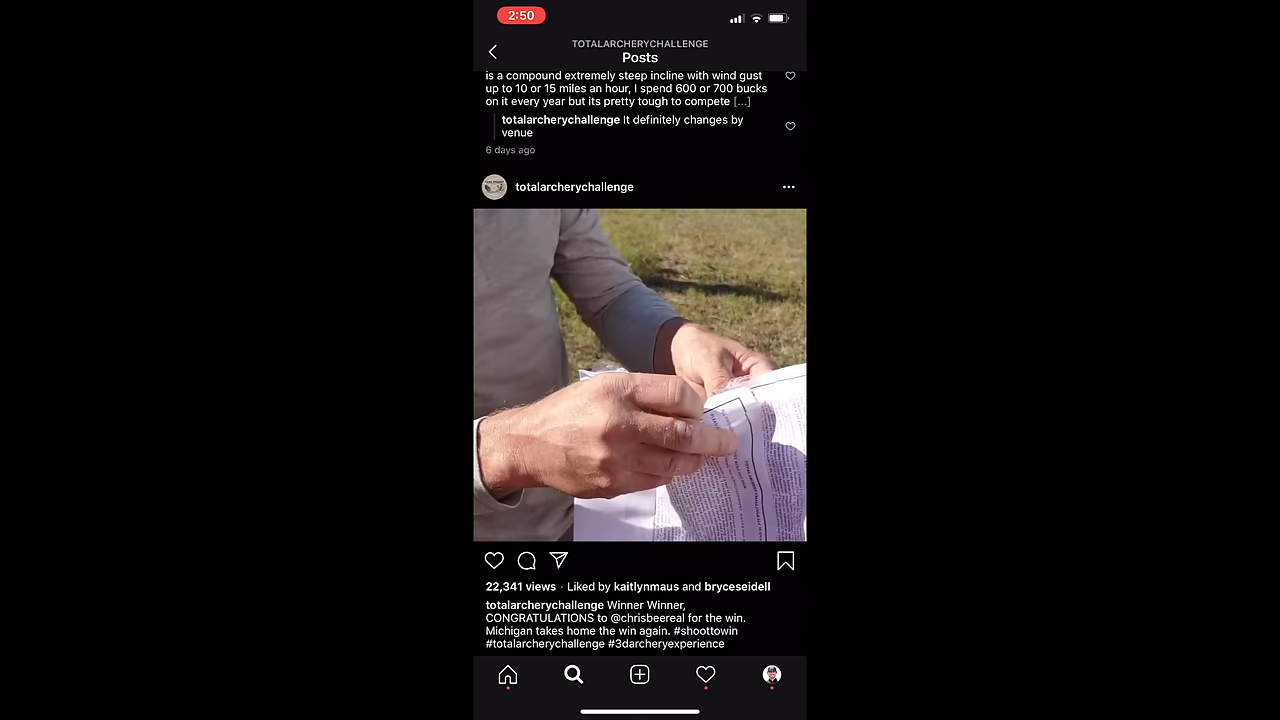 2:50
TOTALARCHERYCHALLENGE
Posts
is a compound extremely steep incline with wind gust
up to 10 or 15 miles an hour, I spend 600 or 700 bucks
on it every year but its pretty tough to compete [...]
totalarcherychallenge It definitely changes by
venue
6 days ago
totalarcherychallenge
22,341 views · Liked by kaitlynmaus and bryceseidell
totalarcherychallenge Winner Winner,
CONGRATULATIONS to @chrisbeereal for the win.
Michigan takes home the win again. #shoottowin
#totalarcherychallenge #3darcheryexperience